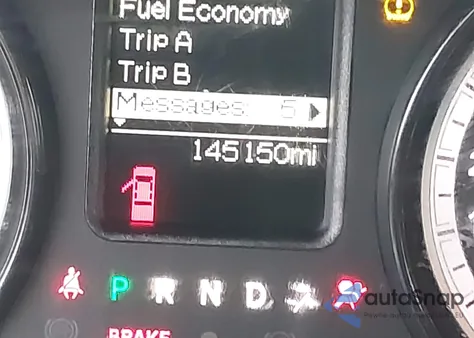 Fuel Economy
Trip A
Trip B
Messages: 5
145150mi
P R N D
autoSnap
BRAKE